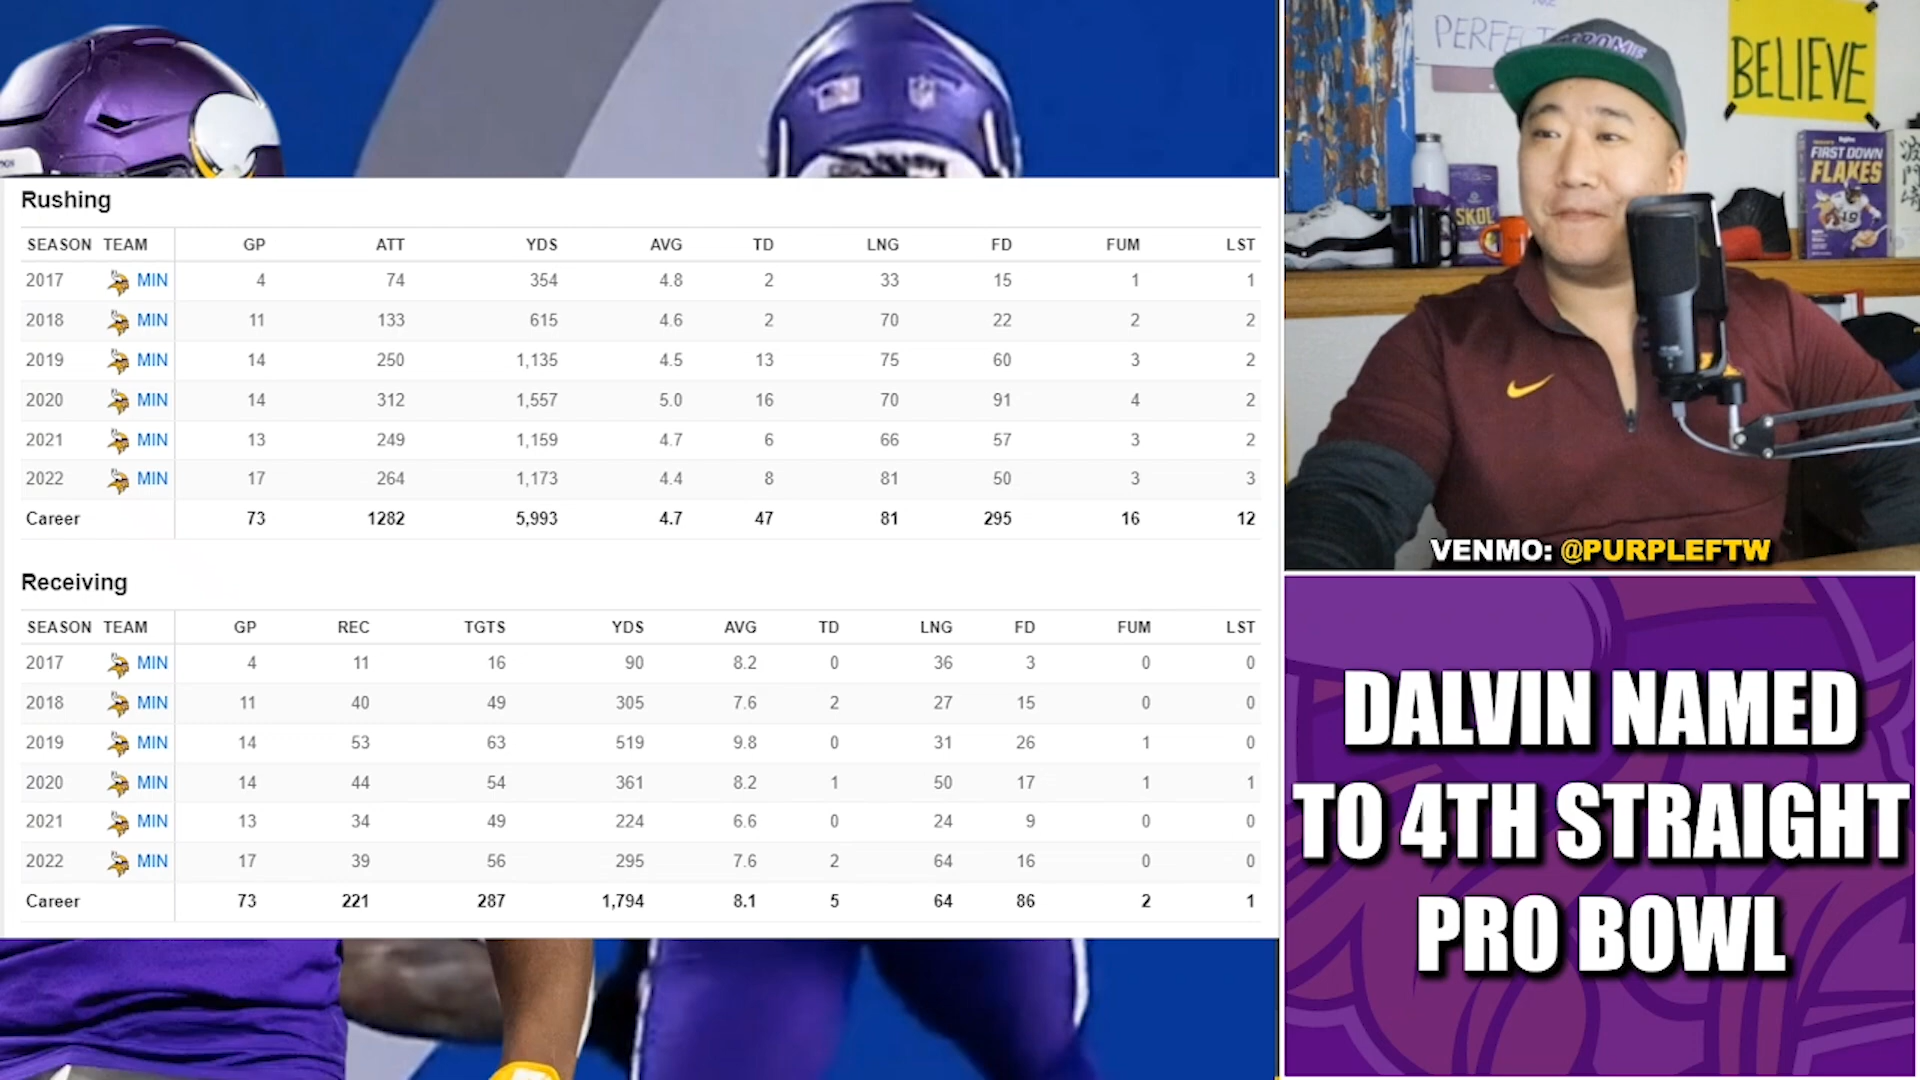 Rushing
SEASON TEAM GP ATT YDS AVG TD LNG FD FUM LST
2017 MIN 4 74 354 4.8 2 33 15 1 1
2018 MIN 11 133 615 4.6 2 70 22 2 2
2019 MIN 14 250 1,135 4.5 13 75 60 3 2
2020 MIN 14 312 1,557 5.0 16 70 91 4 2
2021 MIN 13 249 1,159 4.7 6 66 57 3 2
2022 MIN 17 264 1,173 4.4 8 81 50 3 3
Career 73 1282 5,993 4.7 47 81 295 16 12
Receiving
SEASON TEAM GP REC TGTS YDS AVG TD LNG FD FUM LST
2017 MIN 4 11 16 90 8.2 0 36 3 0 0
2018 MIN 11 40 49 305 7.6 2 27 15 0 0
2019 MIN 14 53 63 519 9.8 0 31 26 1 0
2020 MIN 14 44 54 361 8.2 1 50 17 1 1
2021 MIN 13 34 49 224 6.6 0 24 9 0 0
2022 MIN 17 39 56 295 7.6 2 64 16 0 0
Career 73 221 287 1,794 8.1 5 64 86 2 1
BELIEVE
FIRST DOWN
FLAKES
19
SKOL
VENMO: @PURPLEFTW
DALVIN NAMED
TO 4TH STRAIGHT
PRO BOWL